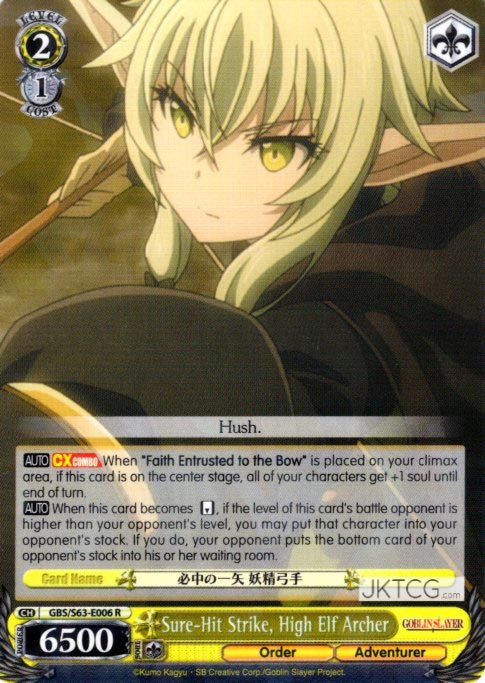 LEVEL
2
1
COST
Hush.
AUTO CX COMBO When "Faith Entrusted to the Bow" is placed on your climax
area, if this card is on the center stage, all of your characters get +1 soul until
end of turn.
AUTO When this card becomes , if the level of this card's battle opponent is
higher than your opponent's level, you may put that character into your
opponent's stock. If you do, your opponent puts the bottom card of your
opponent's stock into his or her waiting room.
Card Name 必中の一矢 妖精弓手
JKTCG.com
CH GBS/S63-E006 R Sure-Hit Strike, High Elf Archer GOBLIN SLAYER
POWER 6500 SOUL Order Adventurer
©Kumo Kagyu・SB Creative Corp./Goblin Slayer Project.